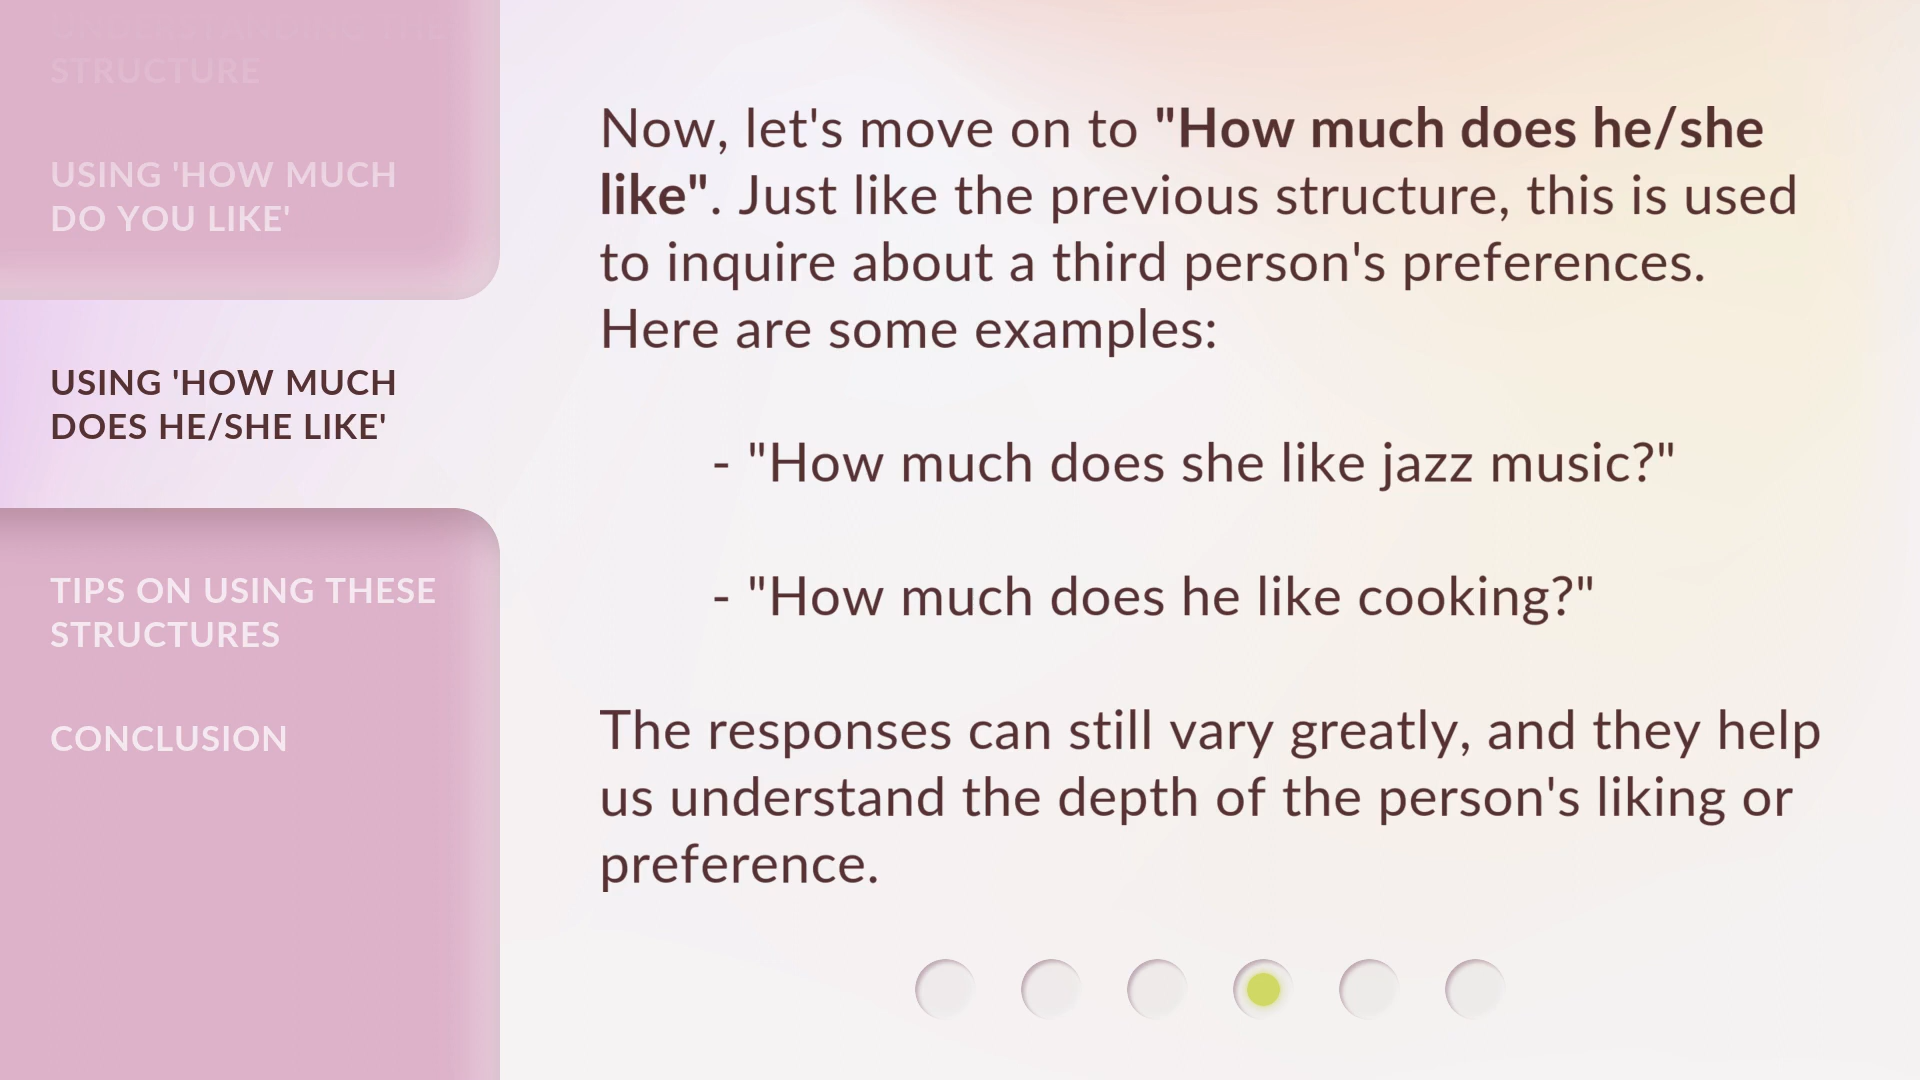 UNDERSTANDING THE
STRUCTURE
USING 'HOW MUCH
DO YOU LIKE'
USING 'HOW MUCH
DOES HE/SHE LIKE'
TIPS ON USING THESE
STRUCTURES
CONCLUSION
Now, let's move on to "How much does he/she
like". Just like the previous structure, this is used
to inquire about a third person's preferences.
Here are some examples:
- "How much does she like jazz music?"
- "How much does he like cooking?"
The responses can still vary greatly, and they help
us understand the depth of the person's liking or
preference.